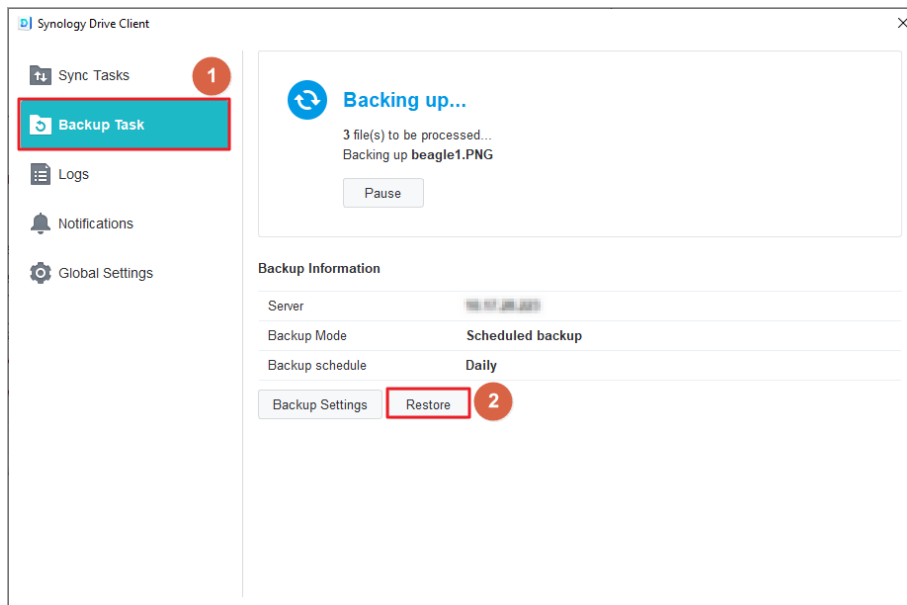 Synology Drive Client
Sync Tasks
1
Backup Task
Logs
Notifications
Global Settings
Backing up...
3 file(s) to be processed...
Backing up beagle1.PNG
Pause
Backup Information
Server
Backup Mode Scheduled backup
Backup schedule Daily
Backup Settings Restore 2